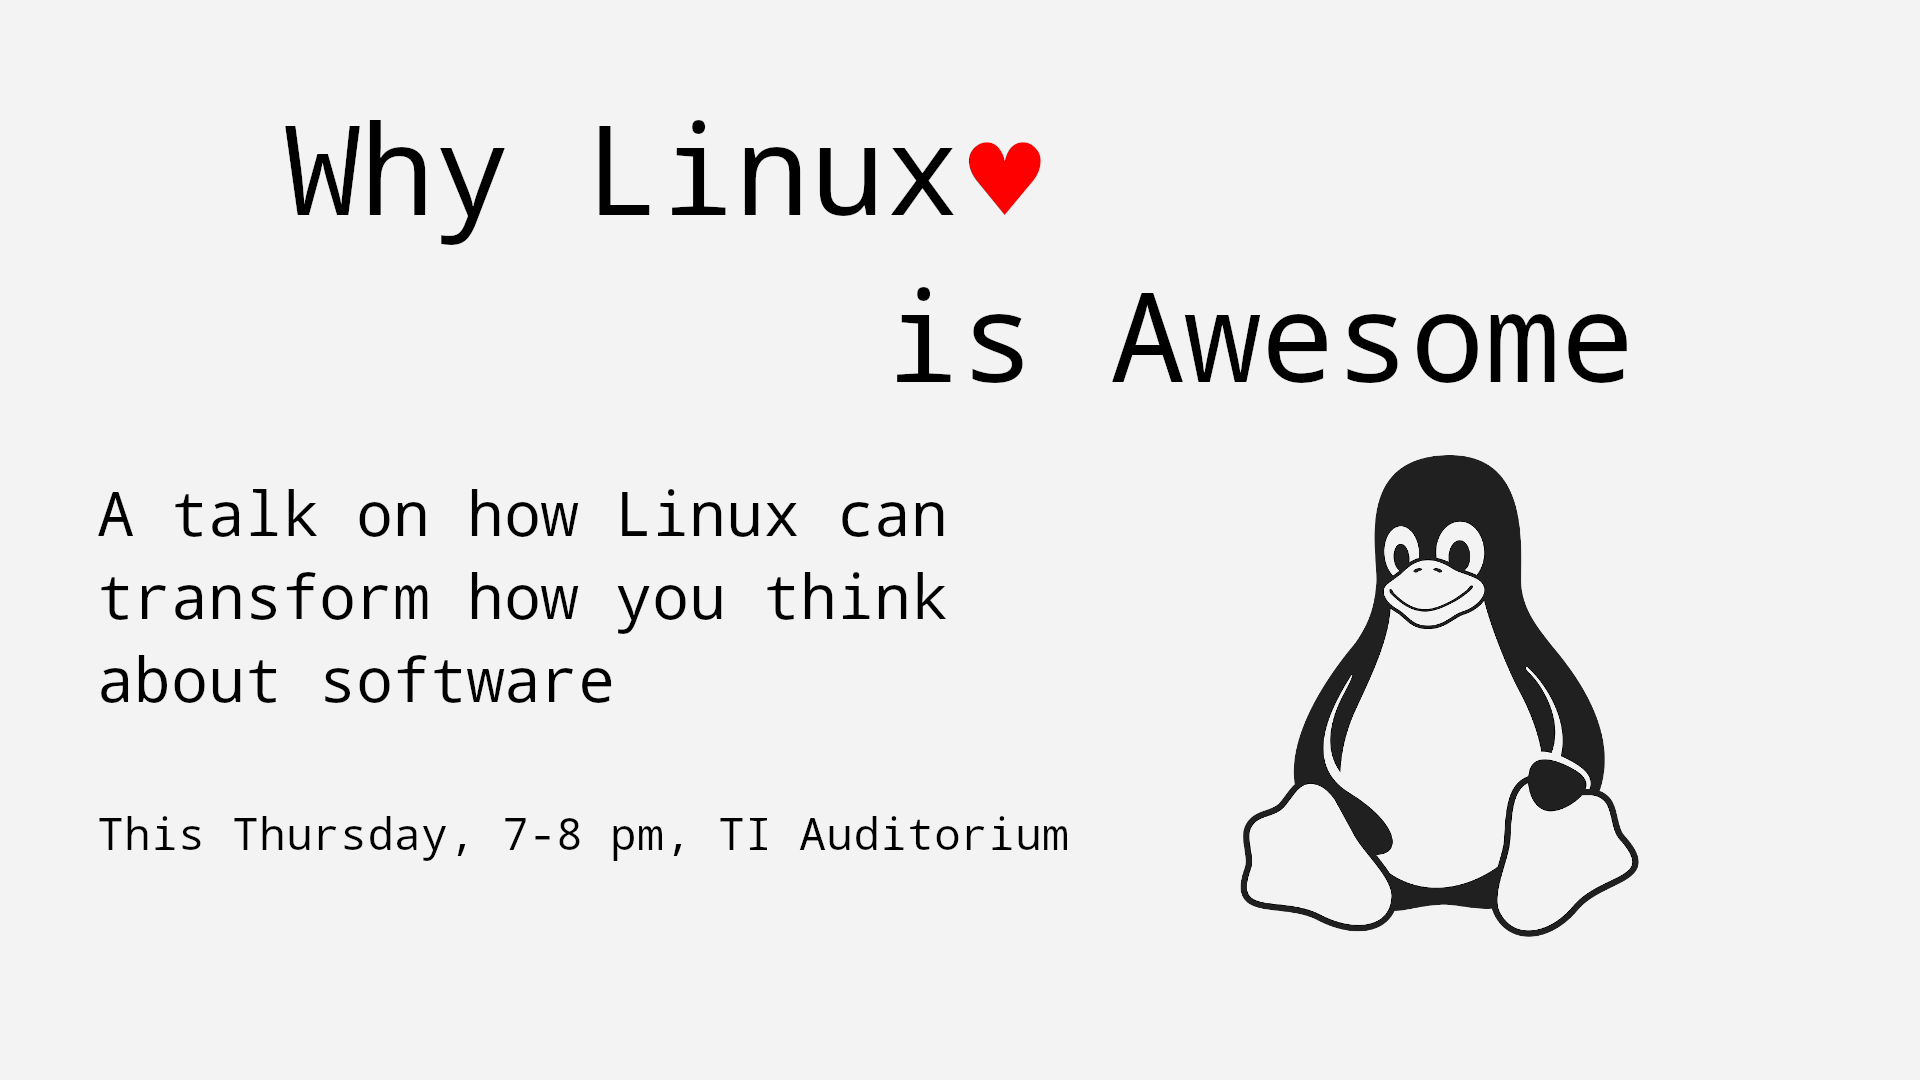 Why Linux♥
is Awesome
A talk on how Linux can
transform how you think
about software
This Thursday, 7-8 pm, TI Auditorium